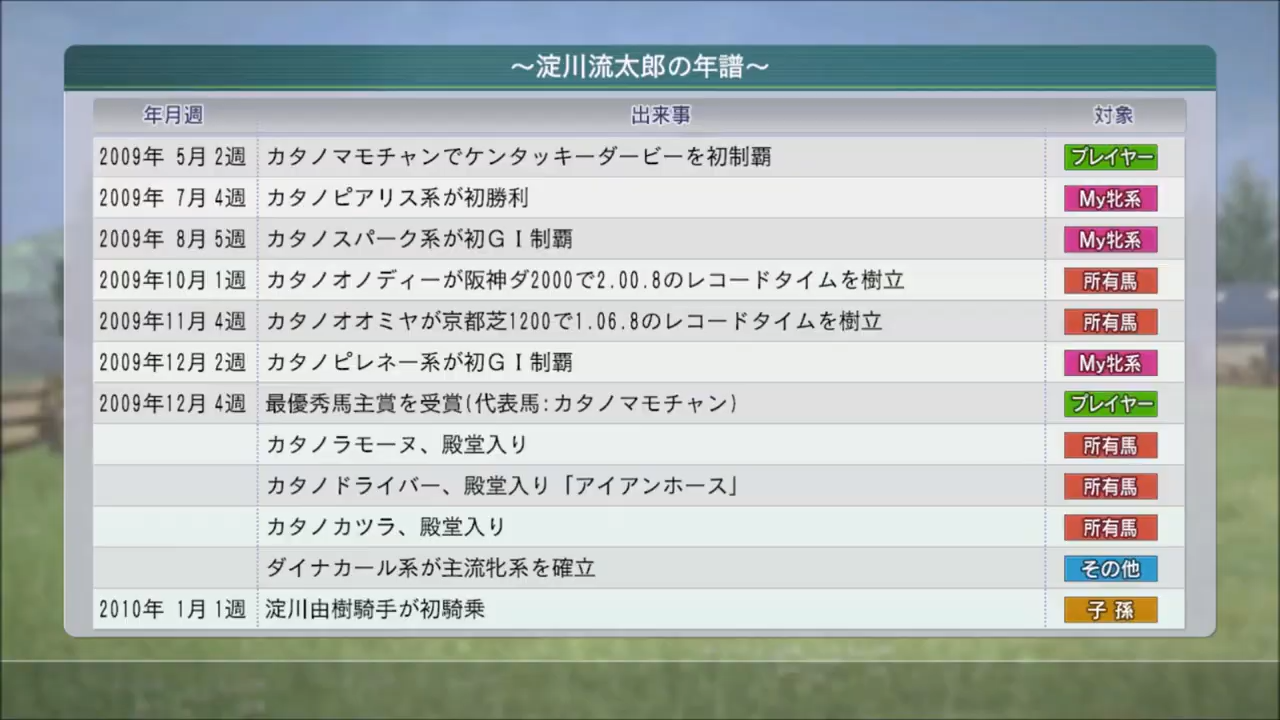 ～淀川流太郎の年譜～
年月週 出来事 対象
2009年 5月 2週 カタノマモチャンでケンタッキーダービーを初制覇 プレイヤー
2009年 7月 4週 カタノピアリス系が初勝利 My牝系
2009年 8月 5週 カタノスパーク系が初ＧⅠ制覇 My牝系
2009年10月 1週 カタノオノディーが阪神ダ2000で2.00.8のレコードタイムを樹立 所有馬
2009年11月 4週 カタノオオミヤが京都芝1200で1.06.8のレコードタイムを樹立 所有馬
2009年12月 2週 カタノピレネー系が初ＧⅠ制覇 My牝系
2009年12月 4週 最優秀馬主賞を受賞(代表馬:カタノマモチャン) プレイヤー
カタノラモーヌ、殿堂入り 所有馬
カタノドライバー、殿堂入り「アイアンホース」 所有馬
カタノカツラ、殿堂入り 所有馬
ダイナカール系が主流牝系を確立 その他
2010年 1月 1週 淀川由樹騎手が初騎乗 子孫